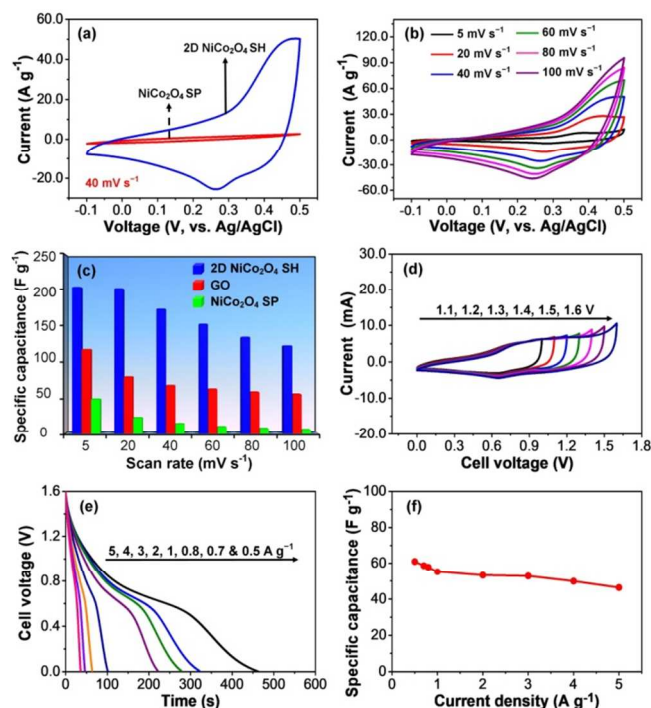 (a)
2D NiCo₂O₄ SH
NiCo₂O₄ SP
40 mV s⁻¹
Current (A g⁻¹)
60.0
40.0
20.0
0.0
-20.0
-0.1 0.0 0.1 0.2 0.3 0.4 0.5
Voltage (V, vs. Ag/AgCl)
(b)
5 mV s⁻¹
20 mV s⁻¹
40 mV s⁻¹
60 mV s⁻¹
80 mV s⁻¹
100 mV s⁻¹
Current (A g⁻¹)
120.0
90.0
60.0
30.0
0.0
-30.0
-60.0
-0.1 0.0 0.1 0.2 0.3 0.4 0.5
Voltage (V, vs. Ag/AgCl)
(c)
2D NiCo₂O₄ SH
GO
NiCo₂O₄ SP
Specific capacitance (F g⁻¹)
250
200
150
100
50
0
5 20 40 60 80 100
Scan rate (mV s⁻¹)
(d)
1.1, 1.2, 1.3, 1.4, 1.5, 1.6 V
Current (mA)
30.0
20.0
10.0
0.0
-10.0
-20.0
0.0 0.3 0.6 0.9 1.2 1.5 1.8
Cell voltage (V)
(e)
5, 4, 3, 2, 1, 0.8, 0.7 & 0.5 A g⁻¹
Cell voltage (V)
1.6
1.2
0.8
0.4
0.0
0 100 200 300 400 500 600
Time (s)
(f)
Specific capacitance (F g⁻¹)
100
80
60
40
20
0
0 1 2 3 4 5
Current density (A g⁻¹)